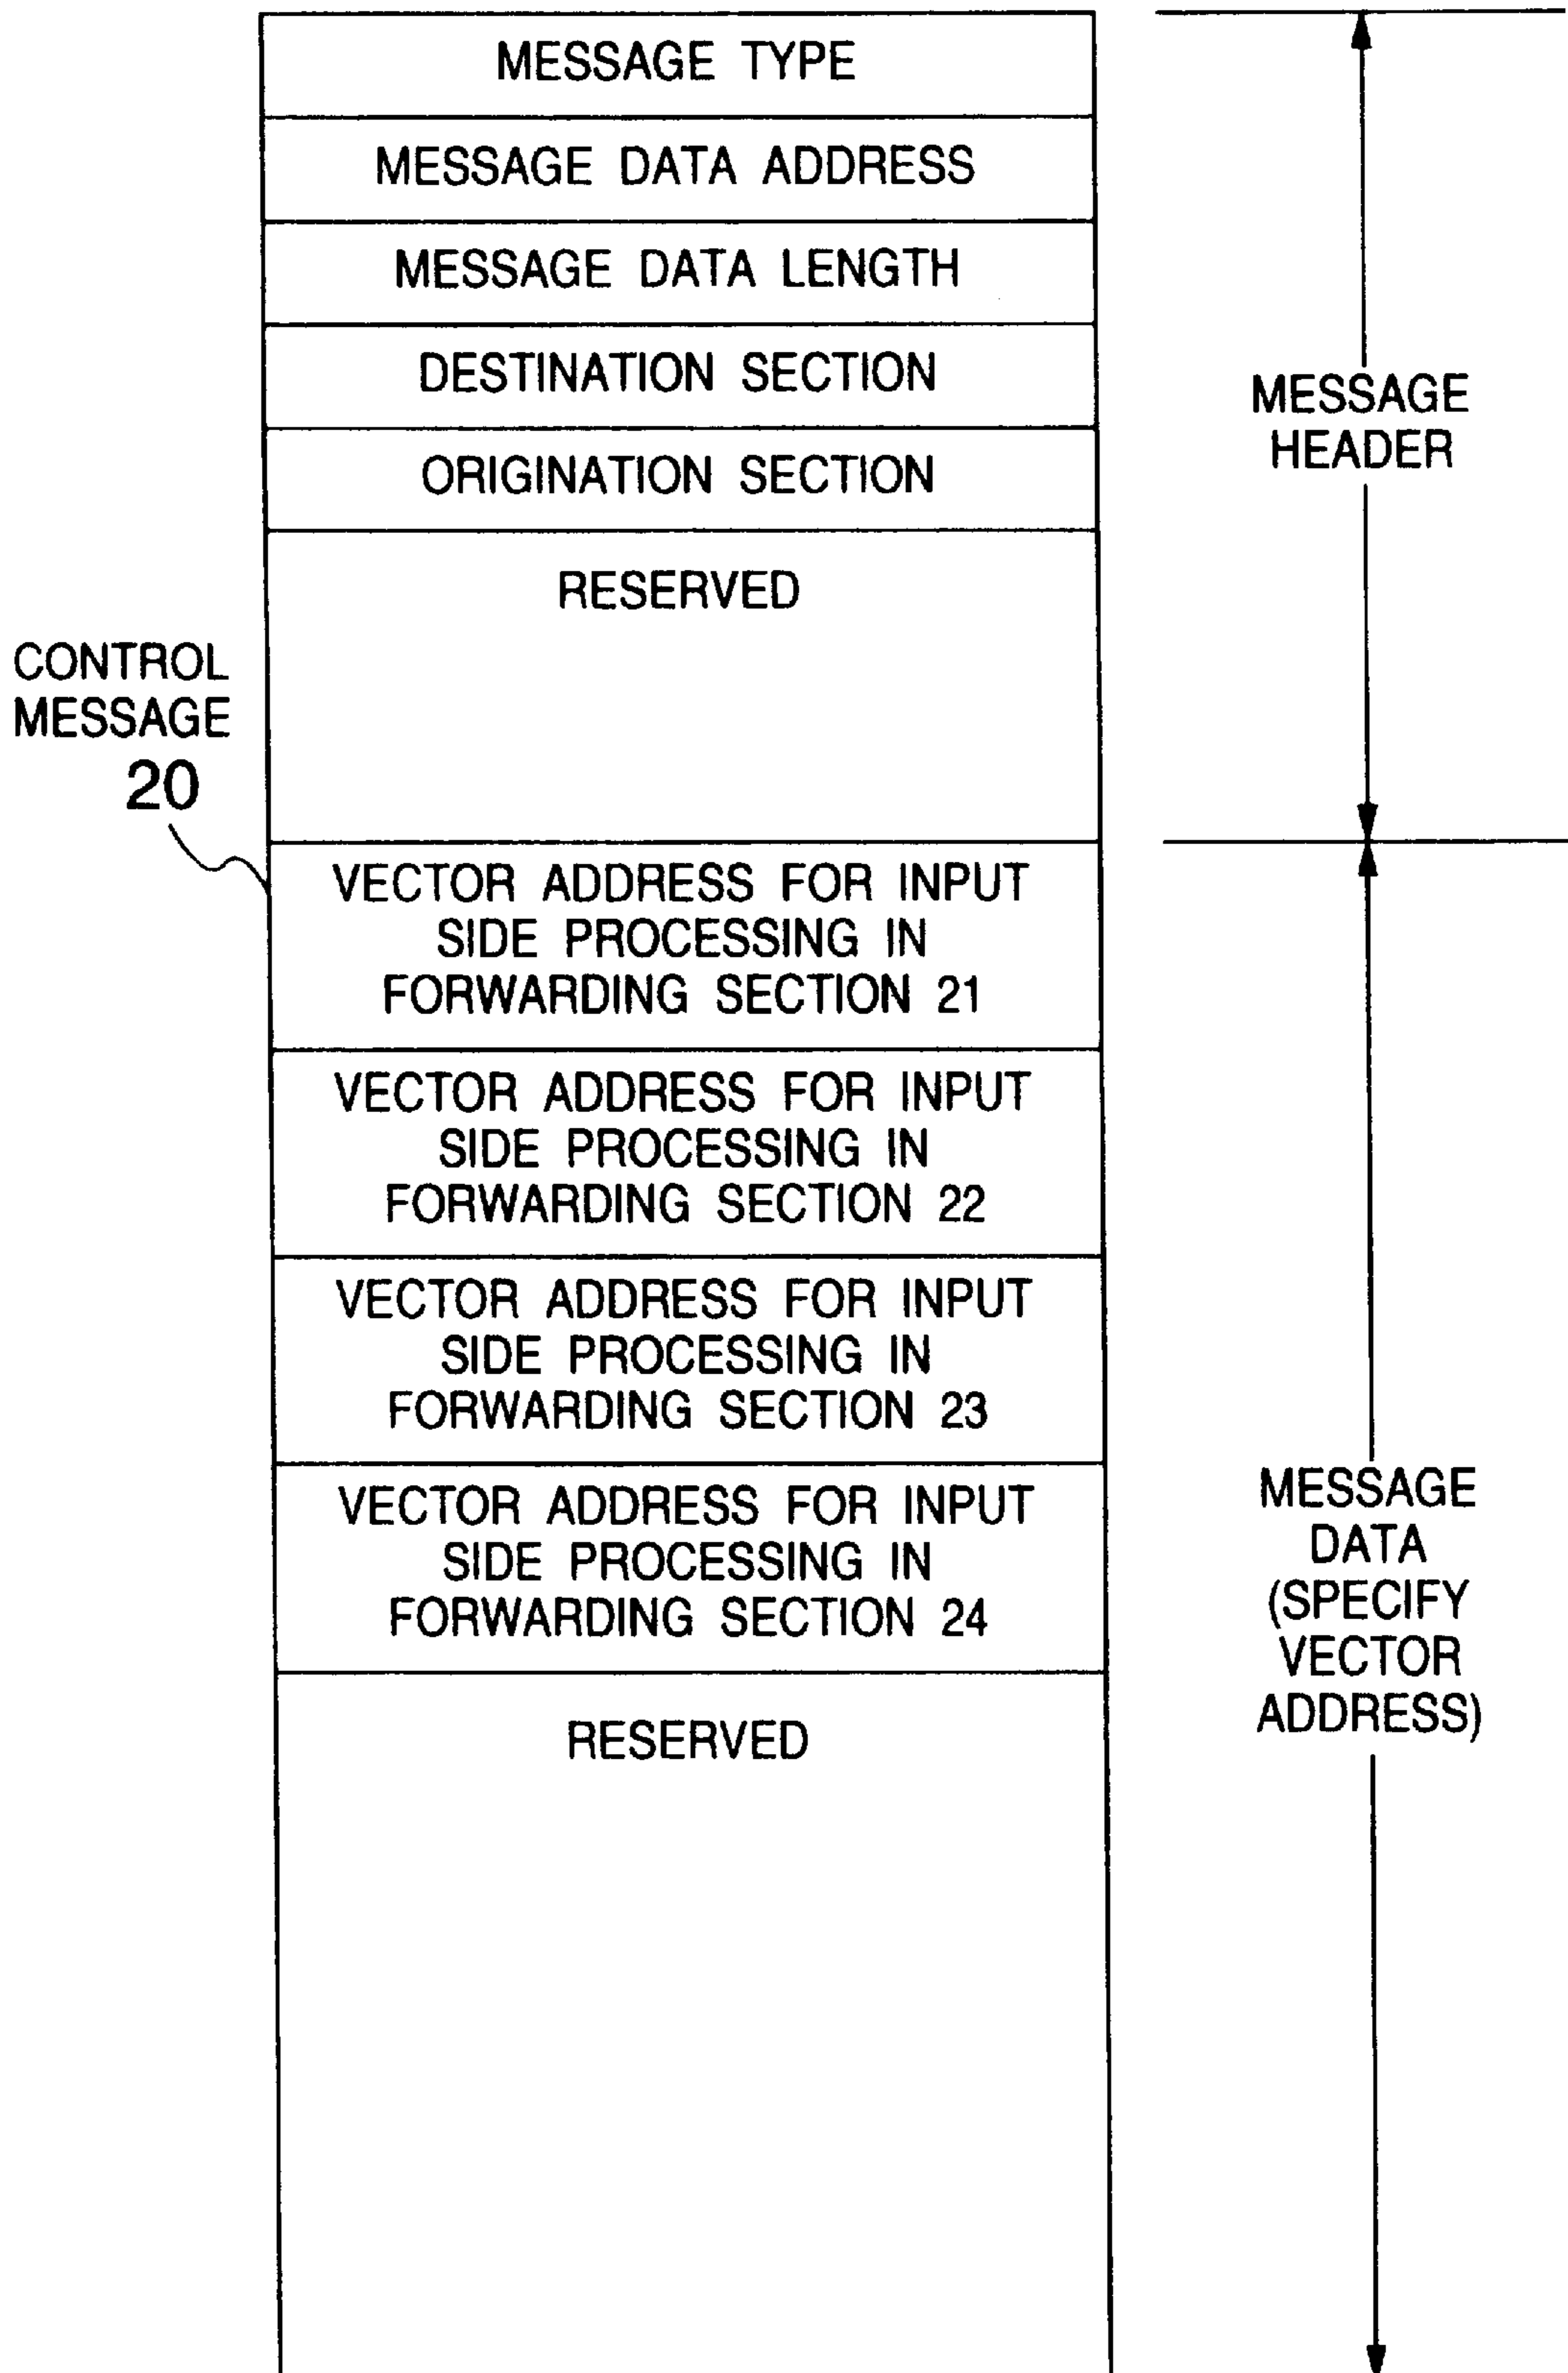 MESSAGE TYPE
MESSAGE DATA ADDRESS
MESSAGE DATA LENGTH
DESTINATION SECTION
ORIGINATION SECTION
RESERVED
MESSAGE
HEADER
CONTROL
MESSAGE
20
VECTOR ADDRESS FOR INPUT
SIDE PROCESSING IN
FORWARDING SECTION 21
VECTOR ADDRESS FOR INPUT
SIDE PROCESSING IN
FORWARDING SECTION 22
VECTOR ADDRESS FOR INPUT
SIDE PROCESSING IN
FORWARDING SECTION 23
VECTOR ADDRESS FOR INPUT
SIDE PROCESSING IN
FORWARDING SECTION 24
RESERVED
MESSAGE
DATA
(SPECIFY
VECTOR
ADDRESS)